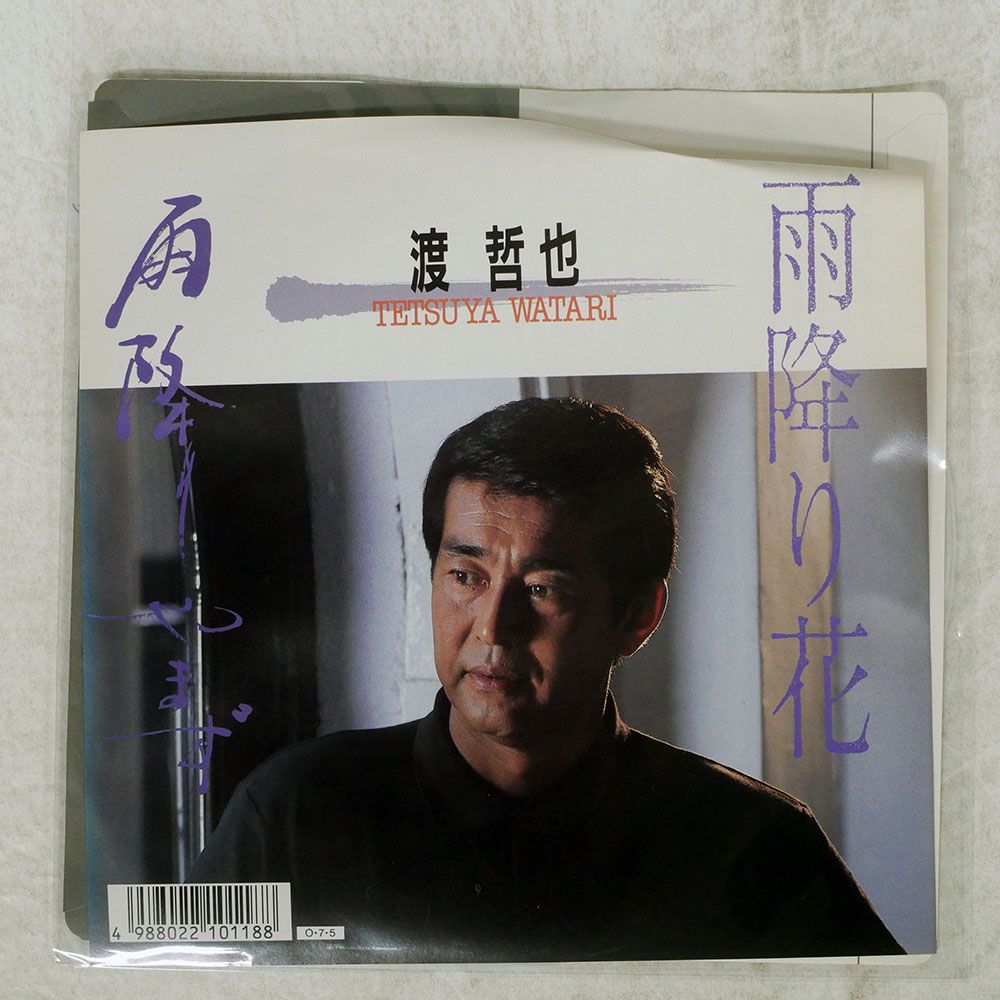 雨降り花
渡 哲也
TETSUYA WATARI
雨降りやまず
4 988022 101188
O・7・5